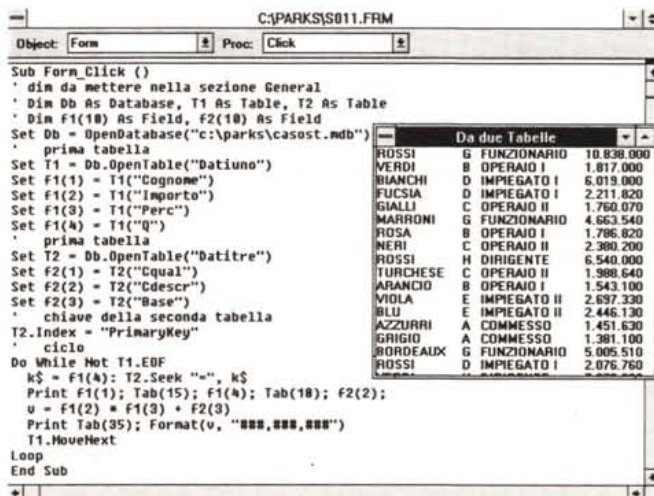 C:\PARKS\S011.FRM
Object: Form Proc: Click
Sub Form_Click ()
' dim da mettere nella sezione General
' Dim Db As Database, T1 As Table, T2 As Table
' Dim f1(10) As Field, f2(10) As Field
Set Db = OpenDatabase("c:\parks\casost.mdb")
' prima tabella
Set T1 = Db.OpenTable("Datiuno")
Set f1(1) = T1("Cognome")
Set f1(2) = T1("Importo")
Set f1(3) = T1("Perc")
Set f1(4) = T1("Q")
' prima tabella
Set T2 = Db.OpenTable("Datitre")
Set f2(1) = T2("Cqual")
Set f2(2) = T2("Cdescr")
Set f2(3) = T2("Base")
' chiave della seconda tabella
T2.Index = "PrimaryKey"
' ciclo
Do While Not T1.EOF
k$ = f1(4): T2.Seek "=", k$
Print f1(1); Tab(15); f1(4); Tab(18); f2(2);
v = f1(2) * f1(3) + f2(3)
Print Tab(35); Format(v, "###,###,###")
T1.MoveNext
Loop
End Sub
Da due Tabelle
ROSSI G FUNZIONARIO 10.838.000
VERDI B OPERAIO I 1.817.000
BIANCHI D IMPIEGATO I 6.019.000
FUCSIA D IMPIEGATO I 2.211.820
GIALLI C OPERAIO II 1.760.070
MARRONI G FUNZIONARIO 4.663.540
ROSA B OPERAIO I 1.786.820
NERI C OPERAIO II 2.380.200
ROSSI H DIRIGENTE 6.540.000
TURCHESE C OPERAIO II 1.988.640
ARANCIO B OPERAIO I 1.543.100
VIOLA E IMPIEGATO II 2.697.330
BLU E IMPIEGATO II 2.446.130
AZZURRI A COMMESSO 1.451.630
GRIGIO A COMMESSO 1.381.100
BORDEAUX G FUNZIONARIO 5.005.510
ROSSI D IMPIEGATO I 2.076.760